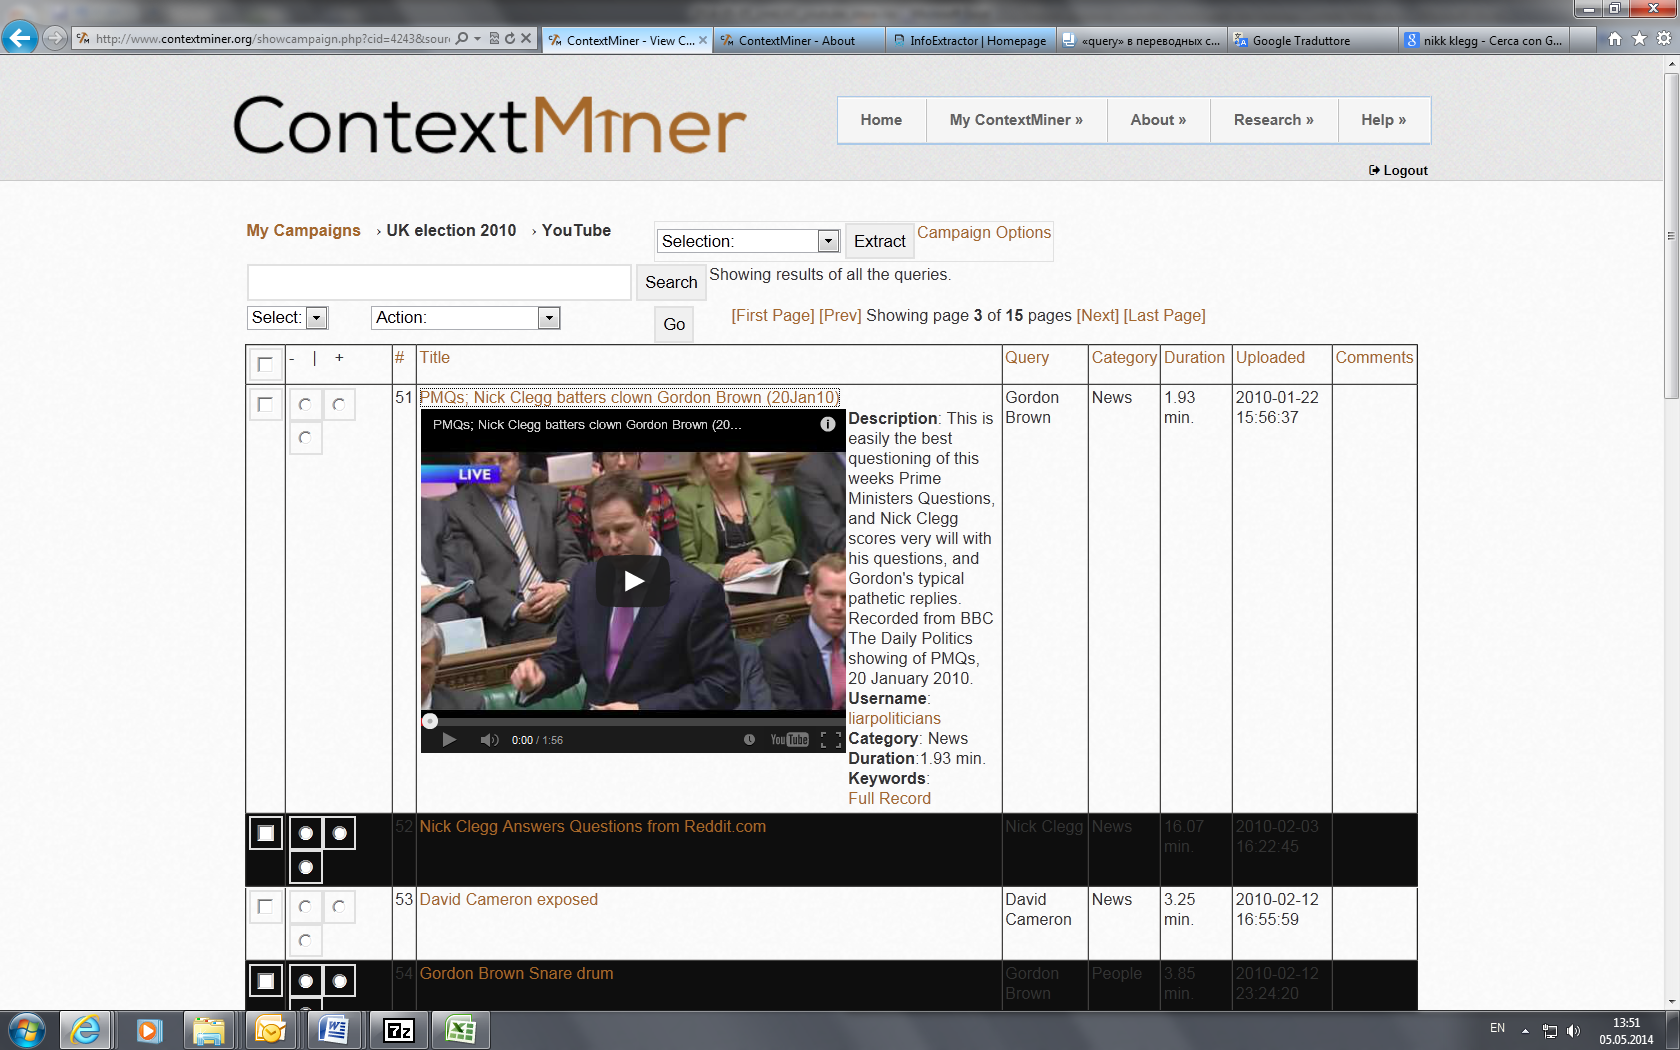 http://www.contextminer.org/showcampaign.php?cid=4243&sour
ContextMiner - View C...
ContextMiner - About
InfoExtractor | Homepage
«query» в переводных с...
Google Traduttore
nikk klegg - Cerca con G...
ContextMiner
Home
My ContextMiner »
About »
Research »
Help »
Logout
My Campaigns › UK election 2010 › YouTube
Selection:
Extract
Campaign Options
Search
Showing results of all the queries.
Select:
Action:
Go
[First Page] [Prev] Showing page 3 of 15 pages [Next] [Last Page]
- | +
#
Title
Query
Category
Duration
Uploaded
Comments
51
PMQs; Nick Clegg batters clown Gordon Brown (20Jan10)
PMQs; Nick Clegg batters clown Gordon Brown (20...
LIVE
0:00 / 1:56
YouTube
Description: This is
easily the best
questioning of this
weeks Prime
Ministers Questions,
and Nick Clegg
scores very will with
his questions, and
Gordon's typical
pathetic replies.
Recorded from BBC
The Daily Politics
showing of PMQs,
20 January 2010.
Username:
liarpoliticians
Category: News
Duration:1.93 min.
Keywords:
Full Record
Gordon
Brown
News
1.93
min.
2010-01-22
15:56:37
52
Nick Clegg Answers Questions from Reddit.com
Nick Clegg
News
16.07
min.
2010-02-03
16:22:45
53
David Cameron exposed
David
Cameron
News
3.25
min.
2010-02-12
16:55:59
54
Gordon Brown Snare drum
Gordon
Brown
People
3.85
min.
2010-02-12
23:24:20
7z
EN
13:51
05.05.2014